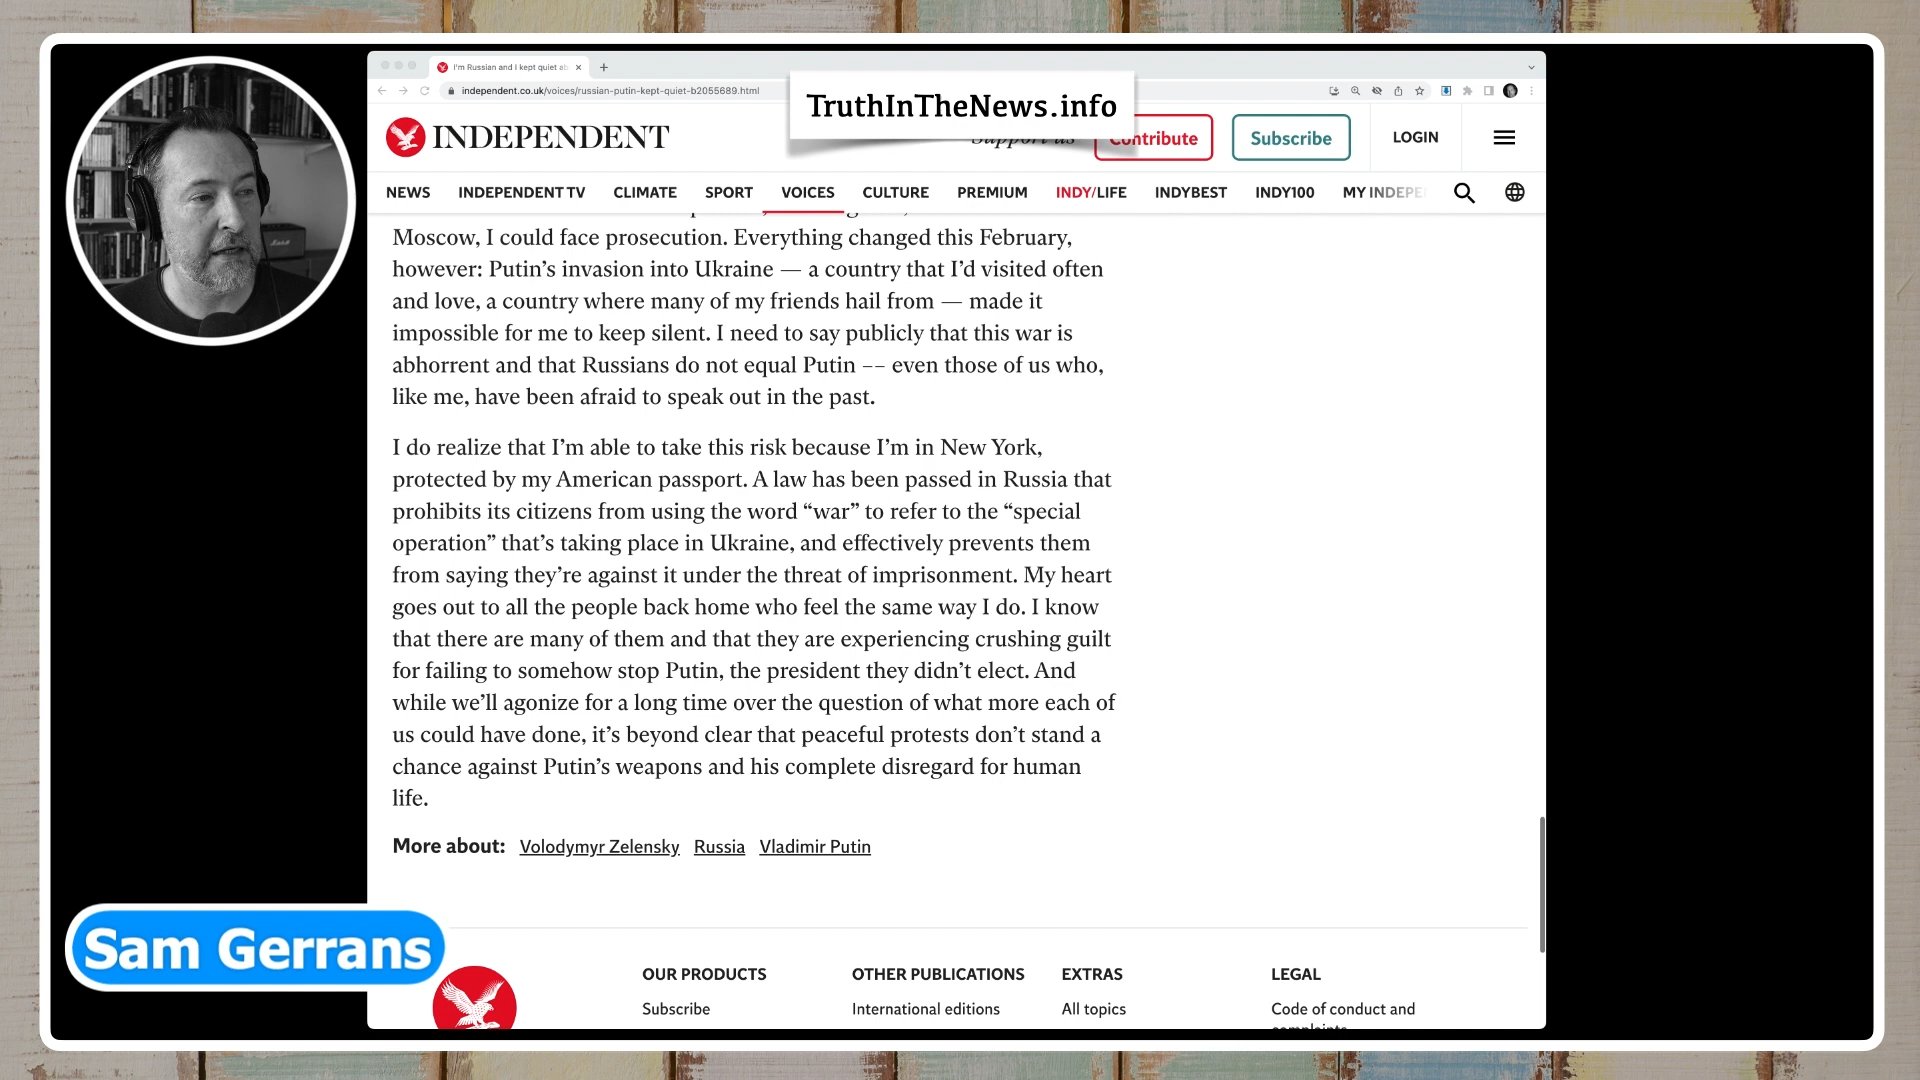 I'm Russian and I kept quiet ab
independent.co.uk/voices/russian-putin-kept-quiet-b2055689.html
TruthInTheNews.info
INDEPENDENT
Support us
Contribute
Subscribe
LOGIN
NEWS
INDEPENDENT TV
CLIMATE
SPORT
VOICES
CULTURE
PREMIUM
INDY/LIFE
INDYBEST
INDY100
MY INDEPE
Moscow, I could face prosecution. Everything changed this February,
however: Putin’s invasion into Ukraine — a country that I’d visited often
and love, a country where many of my friends hail from — made it
impossible for me to keep silent. I need to say publicly that this war is
abhorrent and that Russians do not equal Putin -- even those of us who,
like me, have been afraid to speak out in the past.
I do realize that I’m able to take this risk because I’m in New York,
protected by my American passport. A law has been passed in Russia that
prohibits its citizens from using the word “war” to refer to the “special
operation” that’s taking place in Ukraine, and effectively prevents them
from saying they’re against it under the threat of imprisonment. My heart
goes out to all the people back home who feel the same way I do. I know
that there are many of them and that they are experiencing crushing guilt
for failing to somehow stop Putin, the president they didn’t elect. And
while we’ll agonize for a long time over the question of what more each of
us could have done, it’s beyond clear that peaceful protests don’t stand a
chance against Putin’s weapons and his complete disregard for human
life.
More about: Volodymyr Zelensky Russia Vladimir Putin
Sam Gerrans
OUR PRODUCTS
Subscribe
OTHER PUBLICATIONS
International editions
EXTRAS
All topics
LEGAL
Code of conduct and
complaints